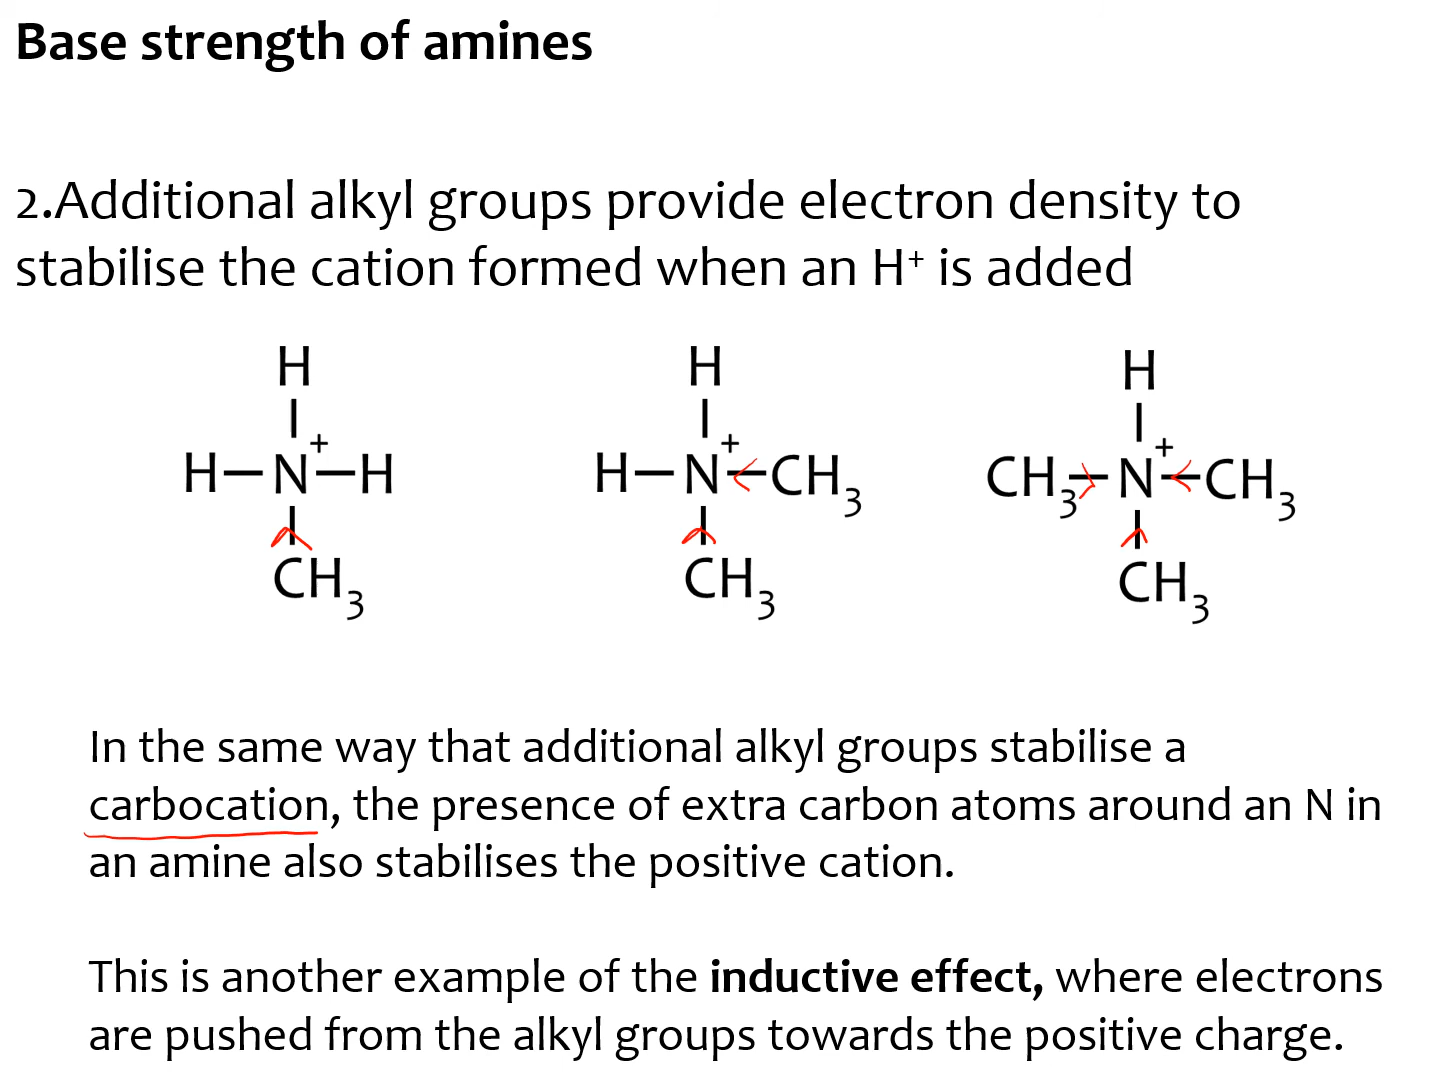 Base strength of amines
2.Additional alkyl groups provide electron density to
stabilise the cation formed when an H⁺ is added
H H H
H—N⁺—H H—N⁺—CH₃ CH₃—N⁺—CH₃
CH₃ CH₃ CH₃
In the same way that additional alkyl groups stabilise a
carbocation, the presence of extra carbon atoms around an N in
an amine also stabilises the positive cation.
This is another example of the inductive effect, where electrons
are pushed from the alkyl groups towards the positive charge.